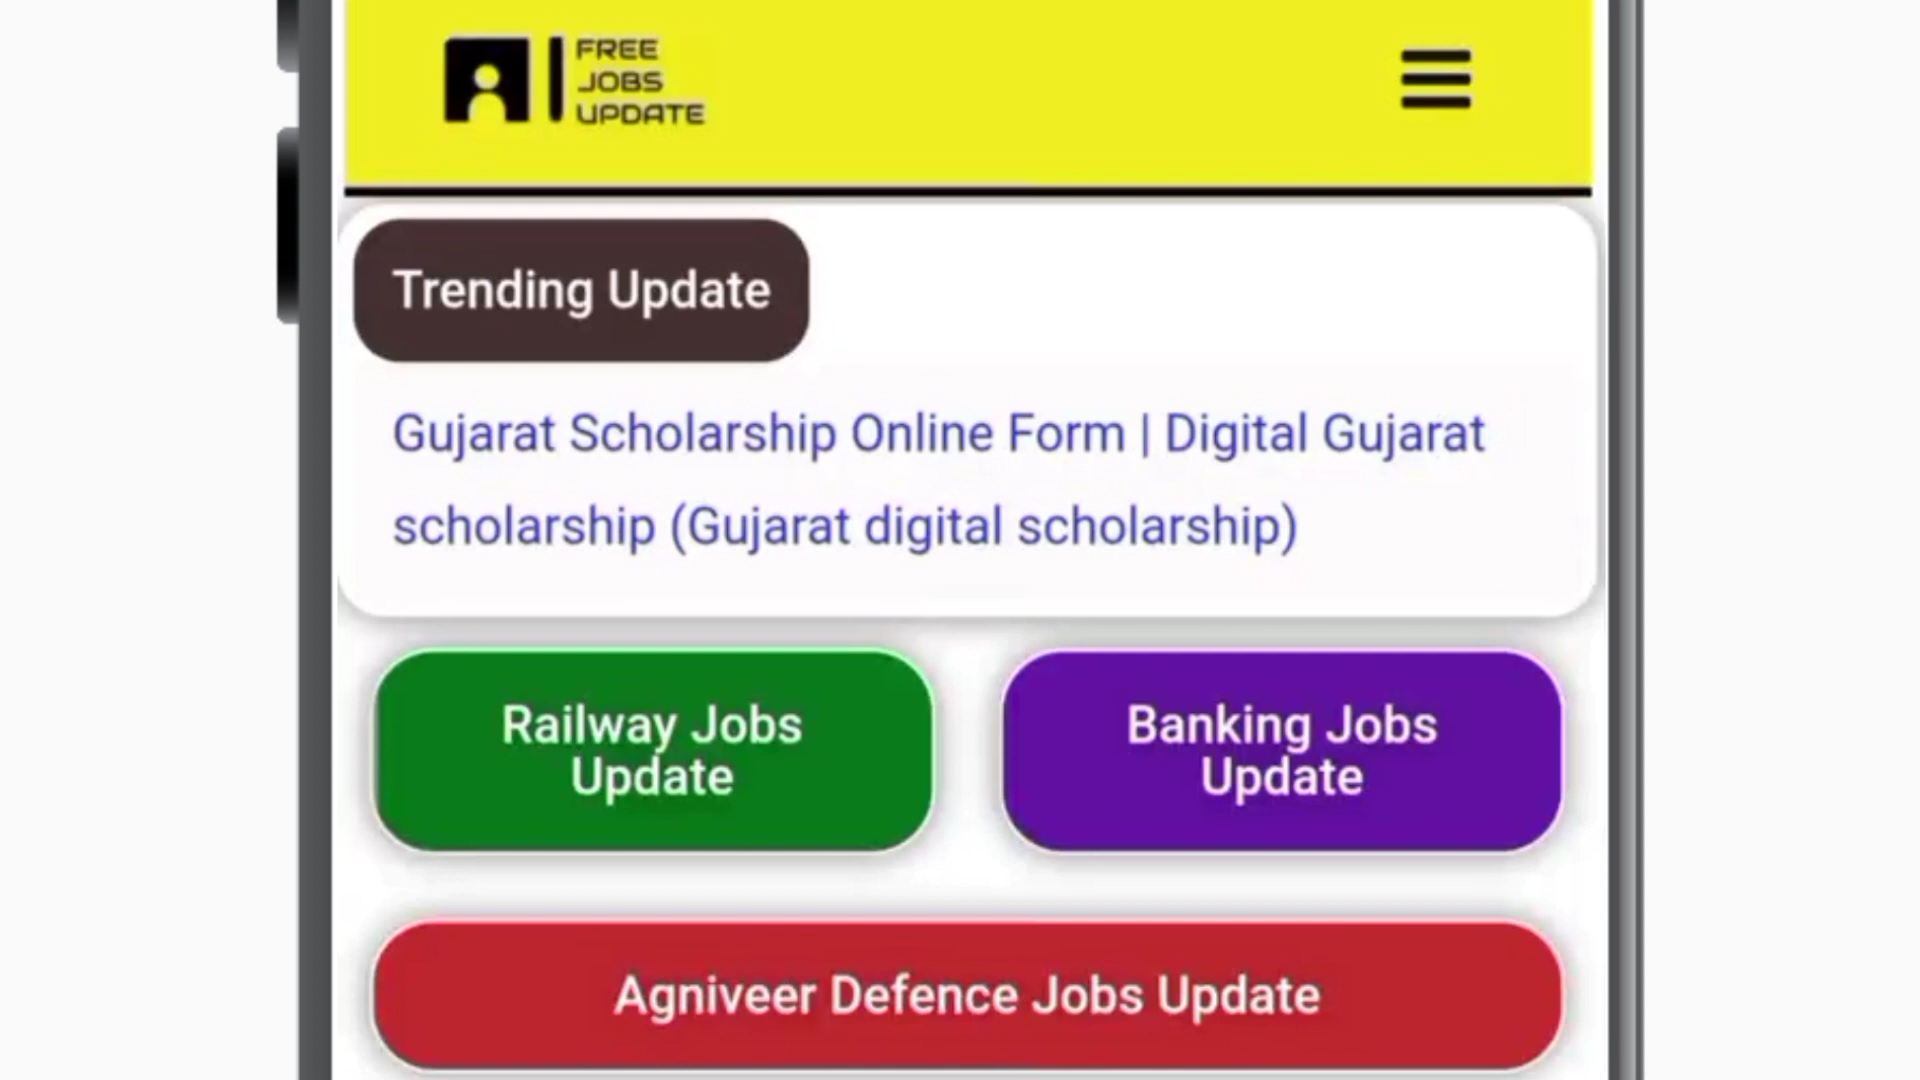 FREE
JOBS
UPDATE
Trending Update
Gujarat Scholarship Online Form | Digital Gujarat
scholarship (Gujarat digital scholarship)
Railway Jobs
Update
Banking Jobs
Update
Agniveer Defence Jobs Update